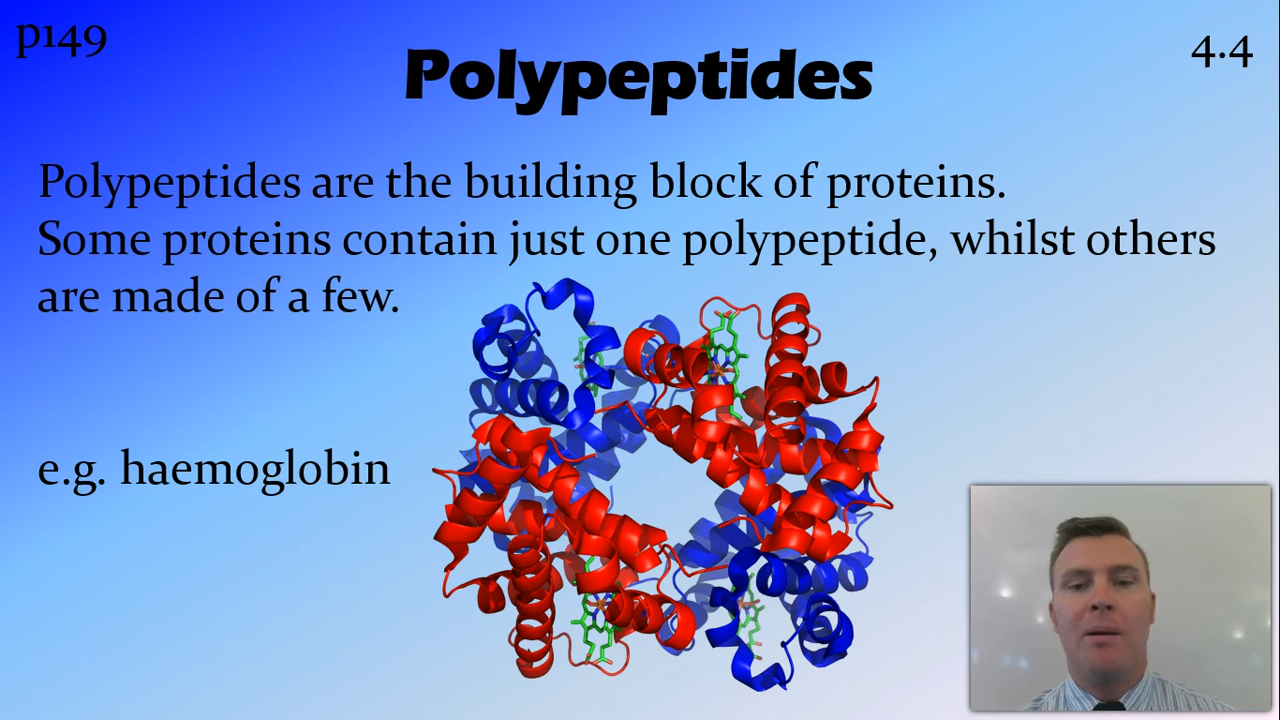 p149
4.4
Polypeptides
Polypeptides are the building block of proteins.
Some proteins contain just one polypeptide, whilst others
are made of a few.
e.g. haemoglobin